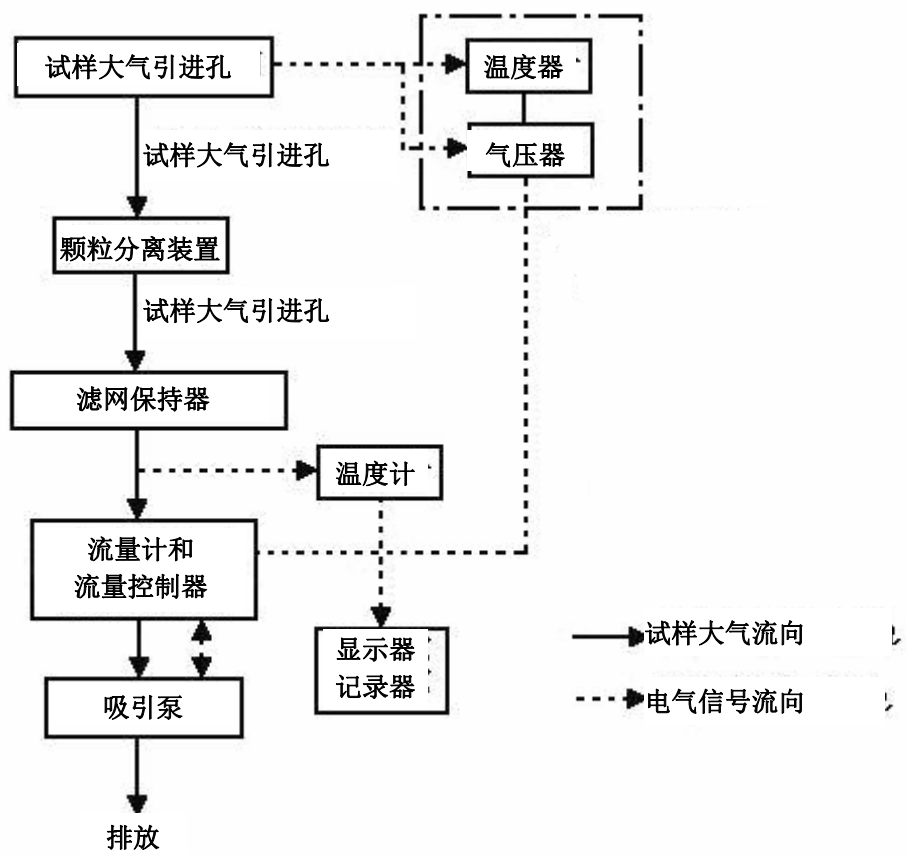 试样大气引进孔
温度器
气压器
试样大气引进孔
颗粒分离装置
试样大气引进孔
滤网保持器
温度计
流量计和
流量控制器
显示器
记录器
试样大气流向
吸引泵
电气信号流向
排放